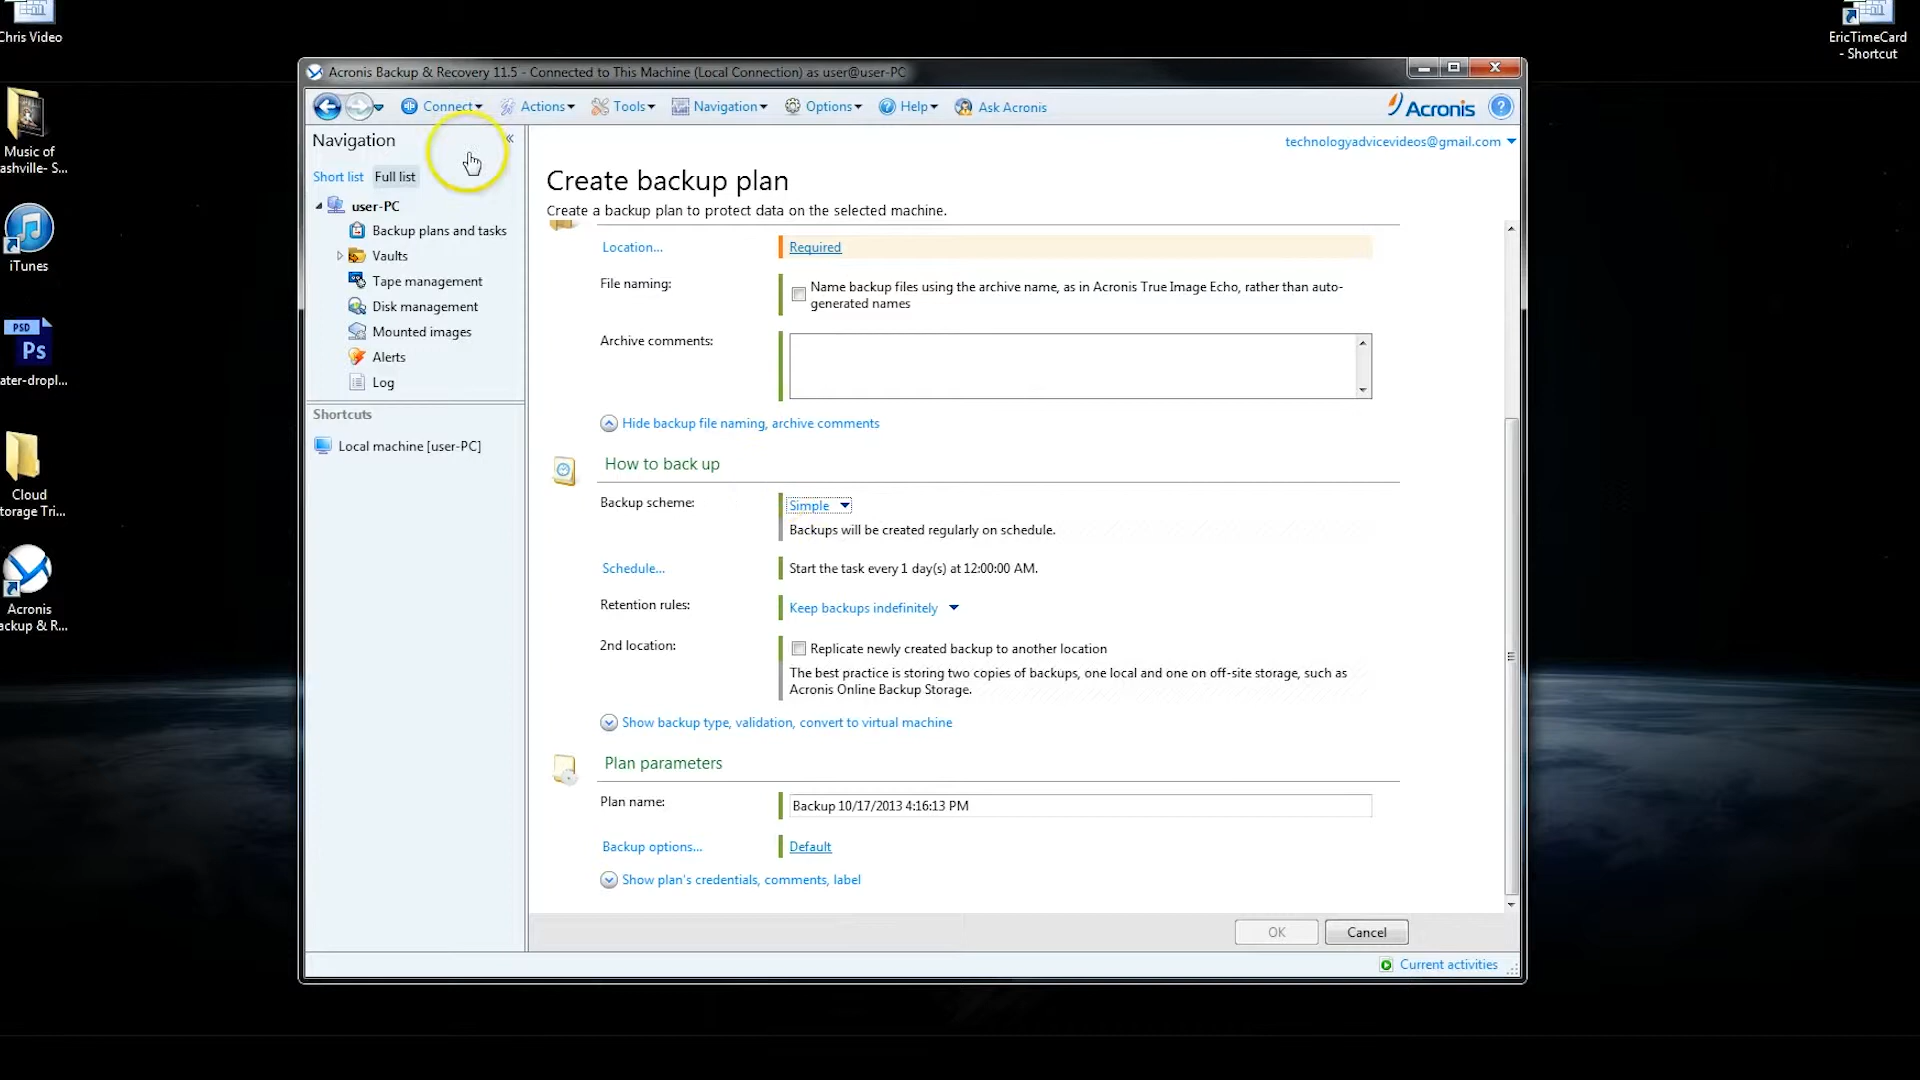 Chris Video
EricTimeCard
- Shortcut
Acronis Backup & Recovery 11.5 - Connected to This Machine (Local Connection) as user@user-PC
Connect Actions Tools Navigation Options Help Ask Acronis
Acronis
technologyadvicevideos@gmail.com
Navigation
Short list Full list
user-PC
Backup plans and tasks
Vaults
Tape management
Disk management
Mounted images
Alerts
Log
Shortcuts
Local machine [user-PC]
Create backup plan
Create a backup plan to protect data on the selected machine.
Location... Required
File naming: Name backup files using the archive name, as in Acronis True Image Echo, rather than auto-
generated names
Archive comments:
Hide backup file naming, archive comments
How to back up
Backup scheme: Simple
Backups will be created regularly on schedule.
Schedule... Start the task every 1 day(s) at 12:00:00 AM.
Retention rules: Keep backups indefinitely
2nd location: Replicate newly created backup to another location
The best practice is storing two copies of backups, one local and one on off-site storage, such as
Acronis Online Backup Storage.
Show backup type, validation, convert to virtual machine
Plan parameters
Plan name: Backup 10/17/2013 4:16:13 PM
Backup options... Default
Show plan's credentials, comments, label
OK Cancel
Current activities
Music of
ashville- S...
iTunes
PSD
Ps
ater-dropl...
Cloud
torage Tri...
Acronis
ackup & R...